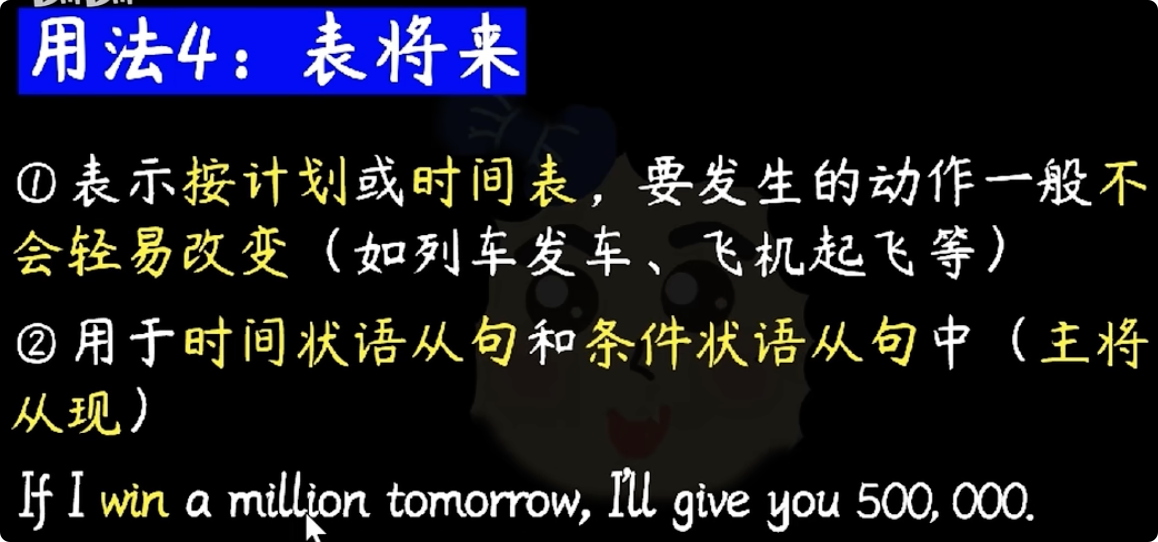 用法4：表将来
①表示按计划或时间表，要发生的动作一般不
会轻易改变（如列车发车、飞机起飞等）
②用于时间状语从句和条件状语从句中（主将
从现）
If I win a million tomorrow, I'll give you 500,000.